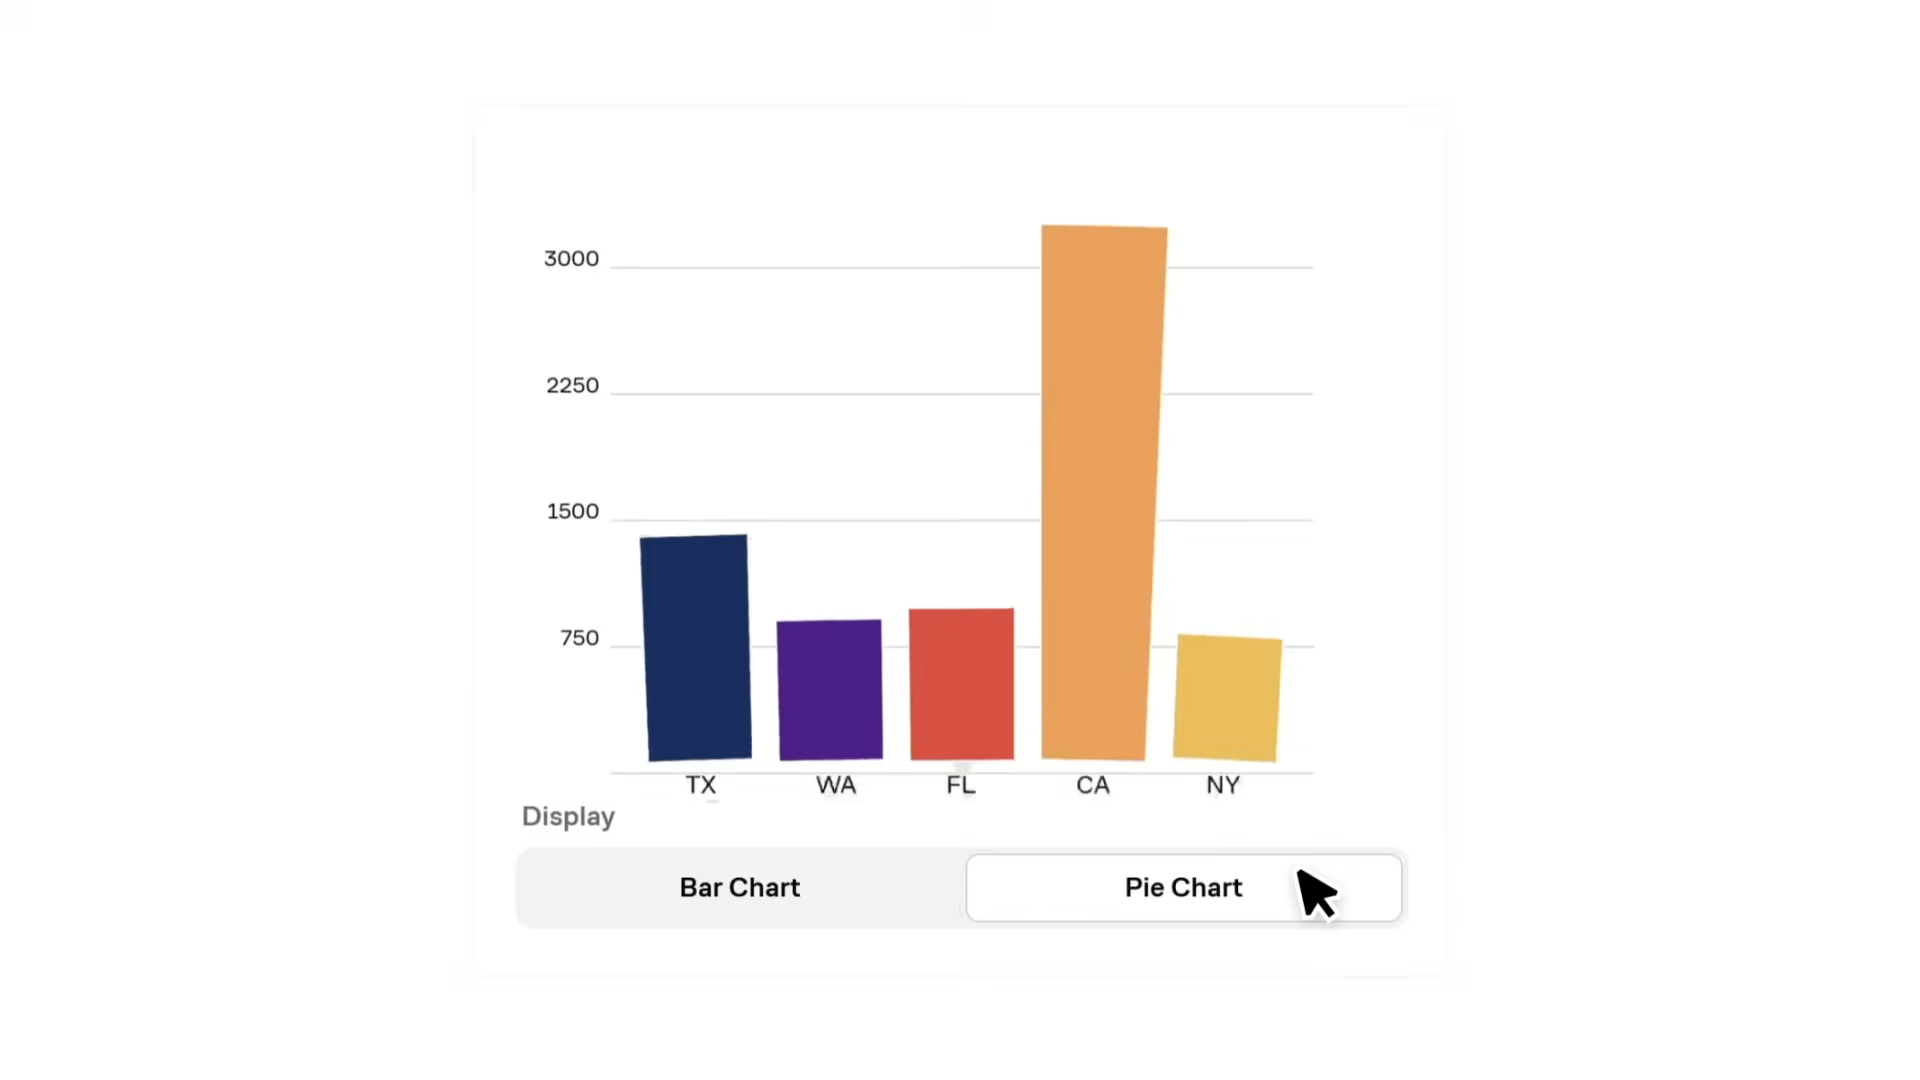 3000
2250
1500
750
TX WA FL CA NY
Display
Bar Chart Pie Chart